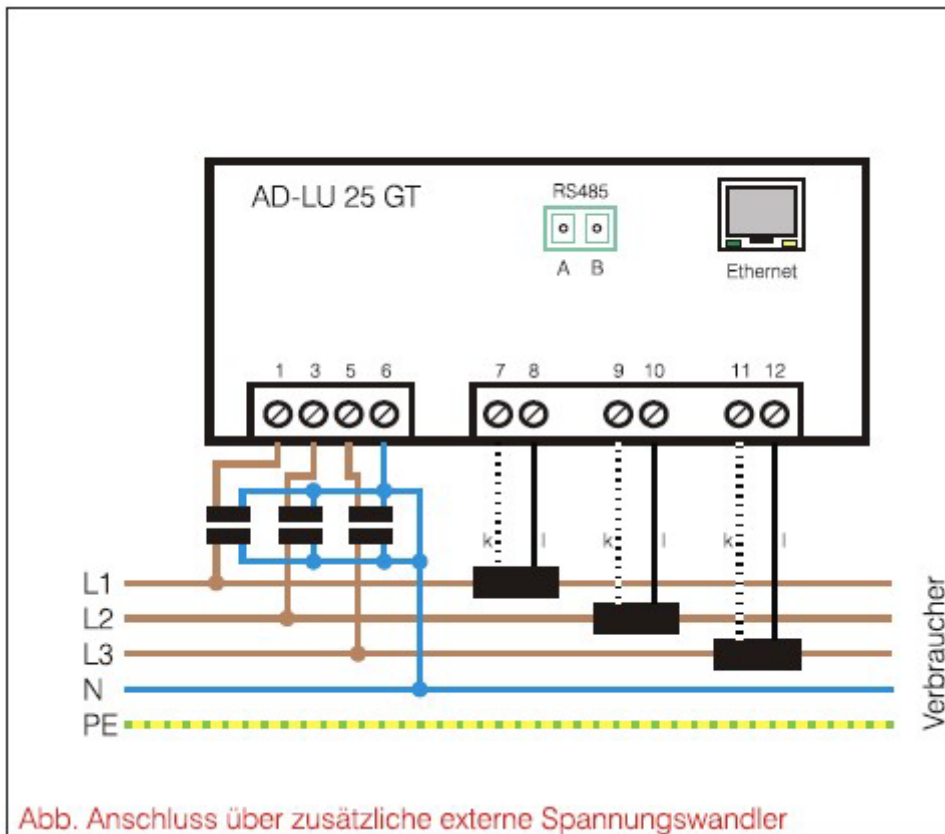 AD-LU 25 GT
RS485
A B
Ethernet
1 3 5 6 7 8 9 10 11 12
k l k l k l
L1
L2
L3
N
PE
Verbraucher
Abb. Anschluss über zusätzliche externe Spannungswandler